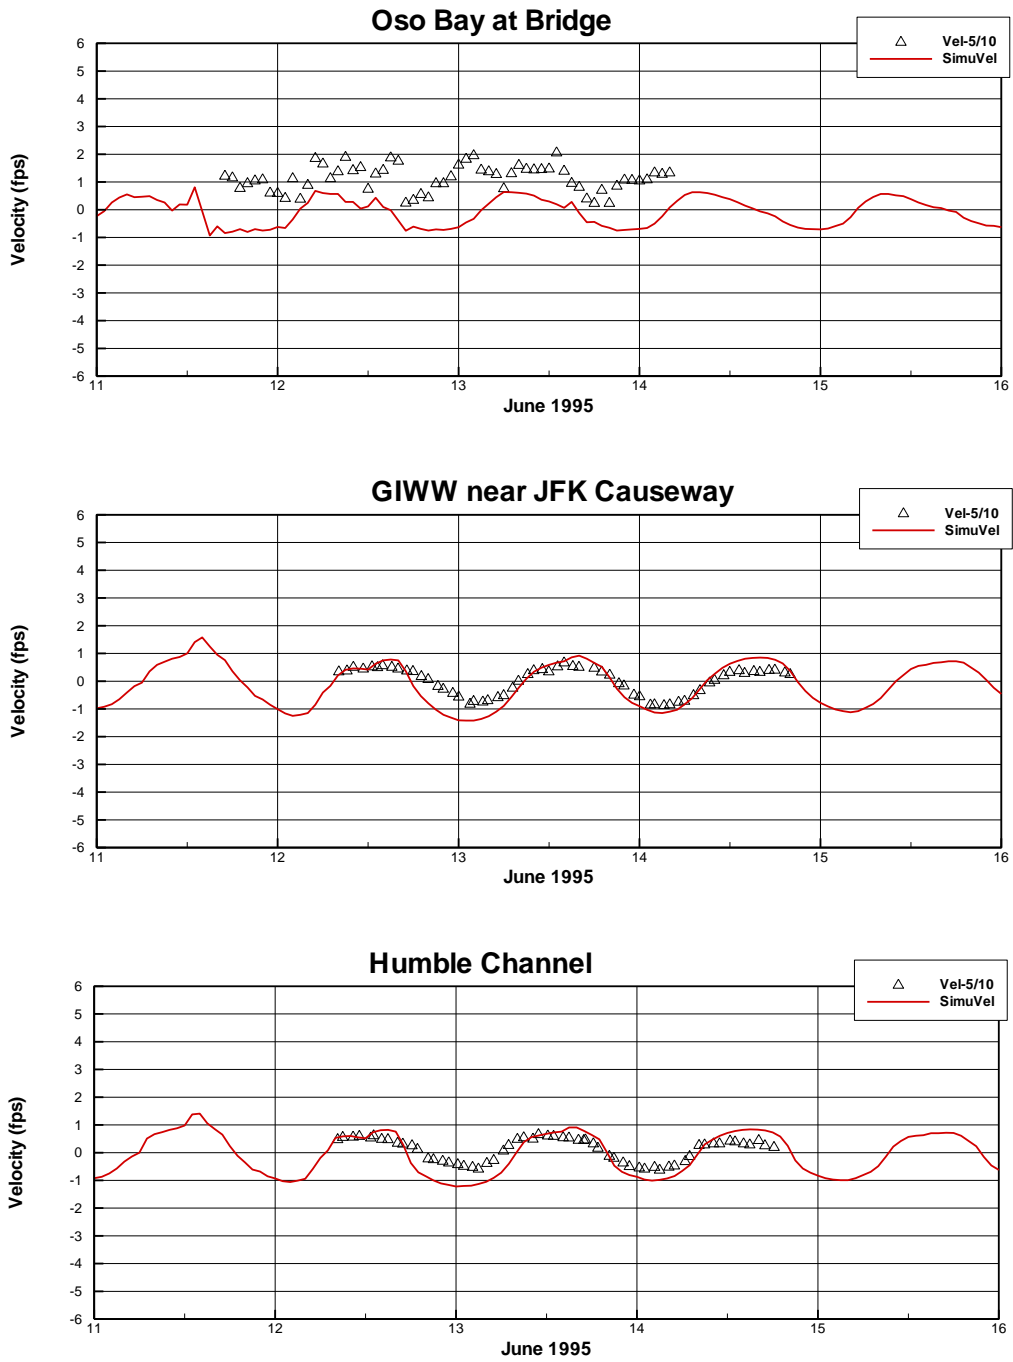 Oso Bay at Bridge
Vel-5/10
SimuVel
6
5
4
3
2
1
0
-1
-2
-3
-4
-5
-6
Velocity (fps)
11 12 13 14 15 16
June 1995
GIWW near JFK Causeway
Vel-5/10
SimuVel
6
5
4
3
2
1
0
-1
-2
-3
-4
-5
-6
Velocity (fps)
11 12 13 14 15 16
June 1995
Humble Channel
Vel-5/10
SimuVel
6
5
4
3
2
1
0
-1
-2
-3
-4
-5
-6
Velocity (fps)
11 12 13 14 15 16
June 1995